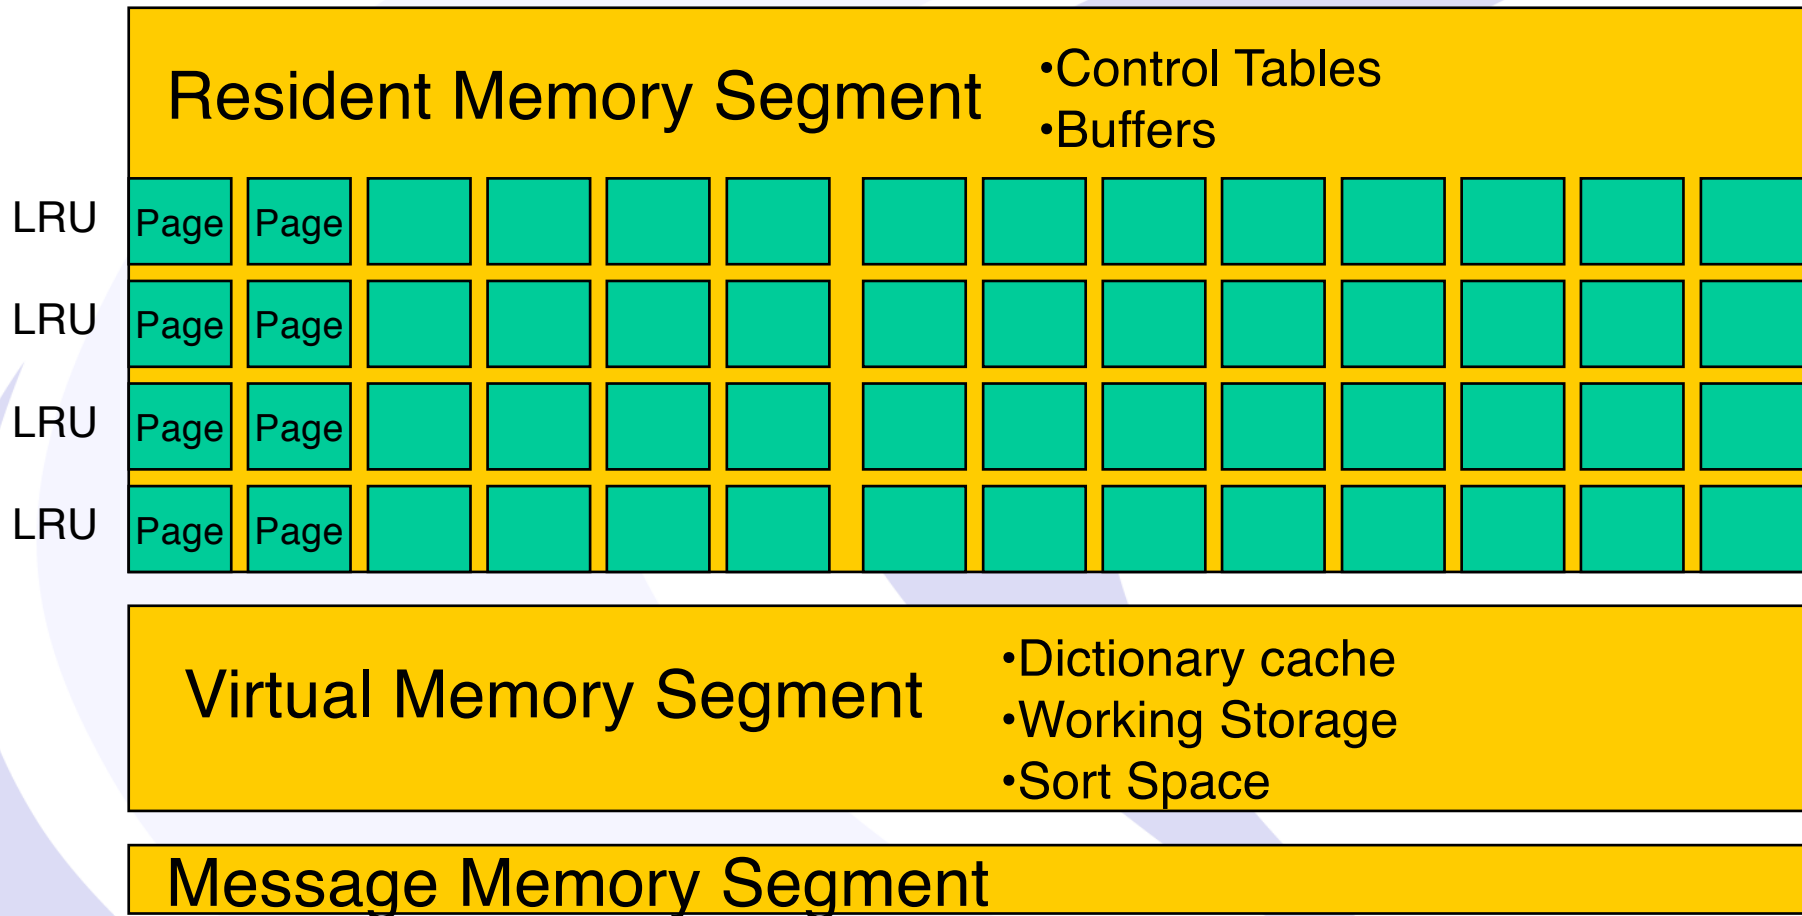 Resident Memory Segment
•Control Tables
•Buffers
LRU Page Page
LRU Page Page
LRU Page Page
LRU Page Page
Virtual Memory Segment
•Dictionary cache
•Working Storage
•Sort Space
Message Memory Segment